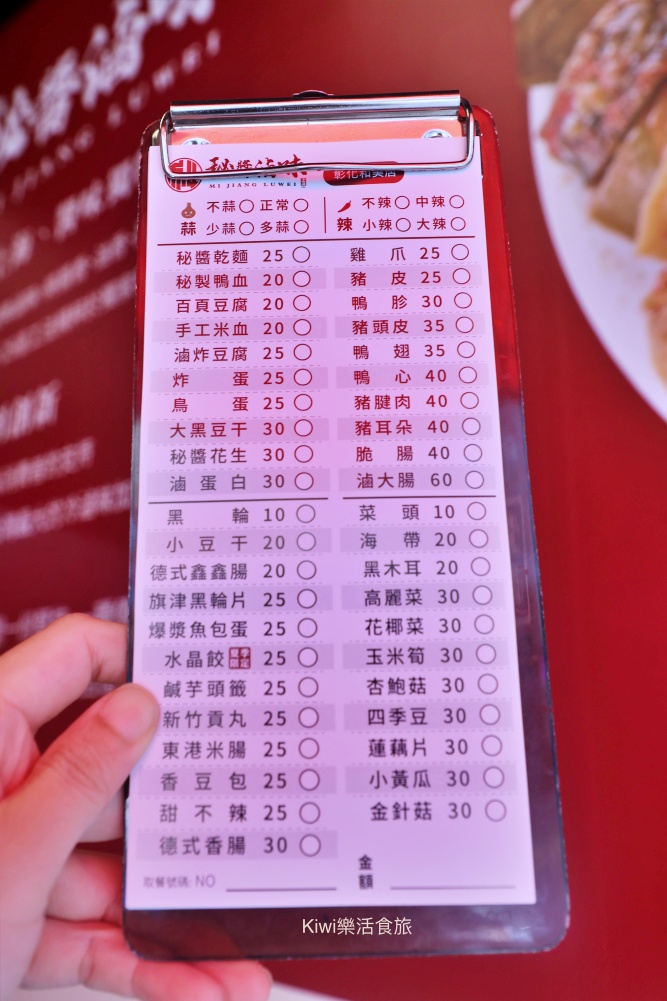 秘醬滷味
MI JIANG LUWEI
彰化和美店
蒜 不蒜○ 正常○ 少蒜○ 多蒜○
辣 不辣○ 中辣○ 小辣○ 大辣○
秘醬乾麵 25 ○
秘製鴨血 20 ○
百頁豆腐 20 ○
手工米血 20 ○
滷炸豆腐 25 ○
炸蛋 25 ○
鳥蛋 25 ○
大黑豆干 30 ○
秘醬花生 30 ○
滷蛋白 30 ○
雞爪 25 ○
豬皮 25 ○
鴨胗 30 ○
豬頭皮 35 ○
鴨翅 35 ○
鴨心 40 ○
豬腱肉 40 ○
豬耳朵 40 ○
脆腸 40 ○
滷大腸 60 ○
黑輪 10 ○
小豆干 20 ○
德式鑫鑫腸 20 ○
旗津黑輪片 25 ○
爆漿魚包蛋 25 ○
水晶餃 25 ○
鹹芋頭籤 25 ○
新竹貢丸 25 ○
東港米腸 25 ○
香豆包 25 ○
甜不辣 25 ○
德式香腸 30 ○
菜頭 10 ○
海帶 20 ○
黑木耳 20 ○
高麗菜 30 ○
花椰菜 30 ○
玉米筍 30 ○
杏鮑菇 30 ○
四季豆 30 ○
蓮藕片 30 ○
小黃瓜 30 ○
金針菇 30 ○
取餐號碼: NO
金額
Kiwi樂活食旅